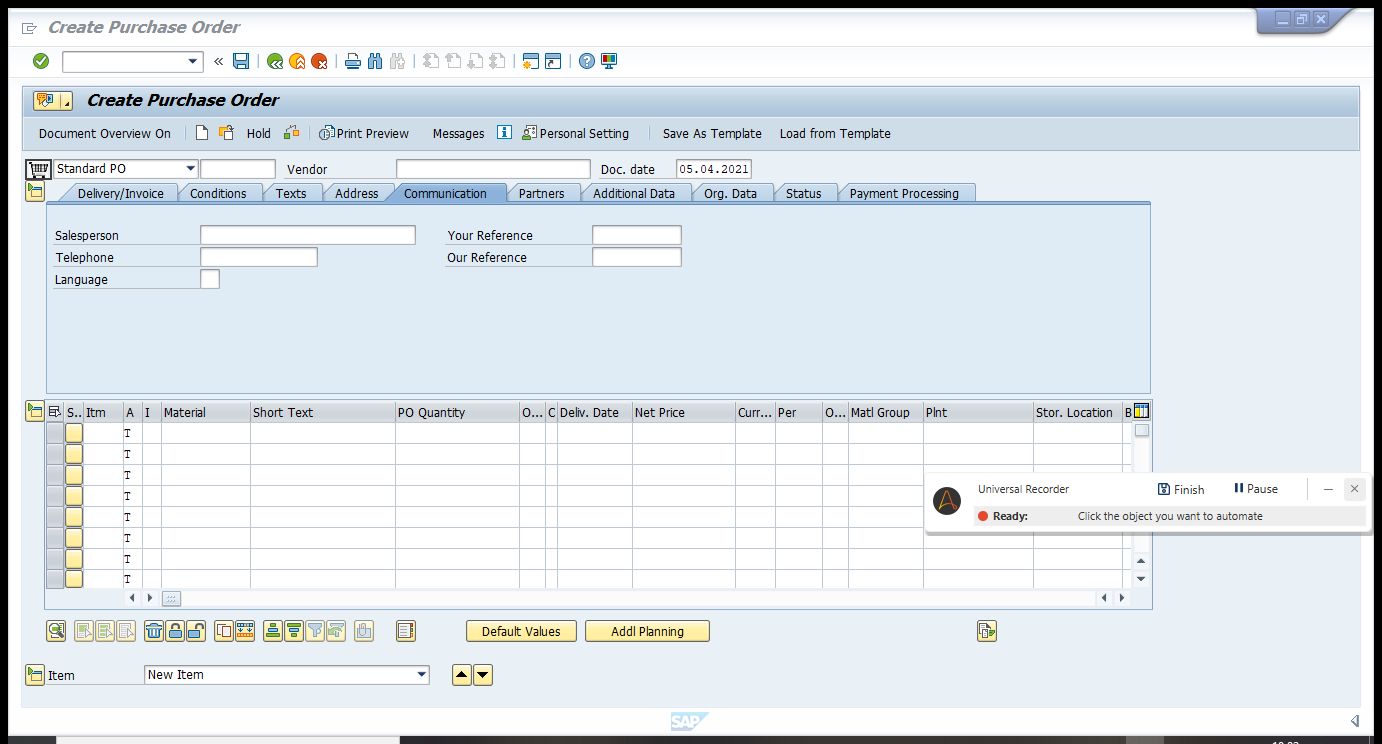 Create Purchase Order
«
Create Purchase Order
Document Overview On Hold Print Preview Messages Personal Setting Save As Template Load from Template
Standard PO Vendor Doc. date 05.04.2021
Delivery/Invoice Conditions Texts Address Communication Partners Additional Data Org. Data Status Payment Processing
Salesperson Your Reference
Telephone Our Reference
Language
S.. Itm A I Material Short Text PO Quantity O... C Deliv. Date Net Price Curr... Per O... Matl Group Plnt Stor. Location B
T
T
T
Universal Recorder Finish Pause
T
Ready: Click the object you want to automate
T
T
T
T
Default Values Addl Planning
Item New Item
SAP